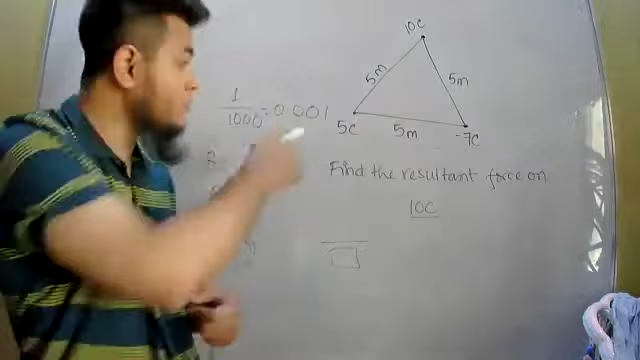 10C
5m
5m
1/1000 = 0.001
5C
5m
-7C
Find the resultant force on
10C